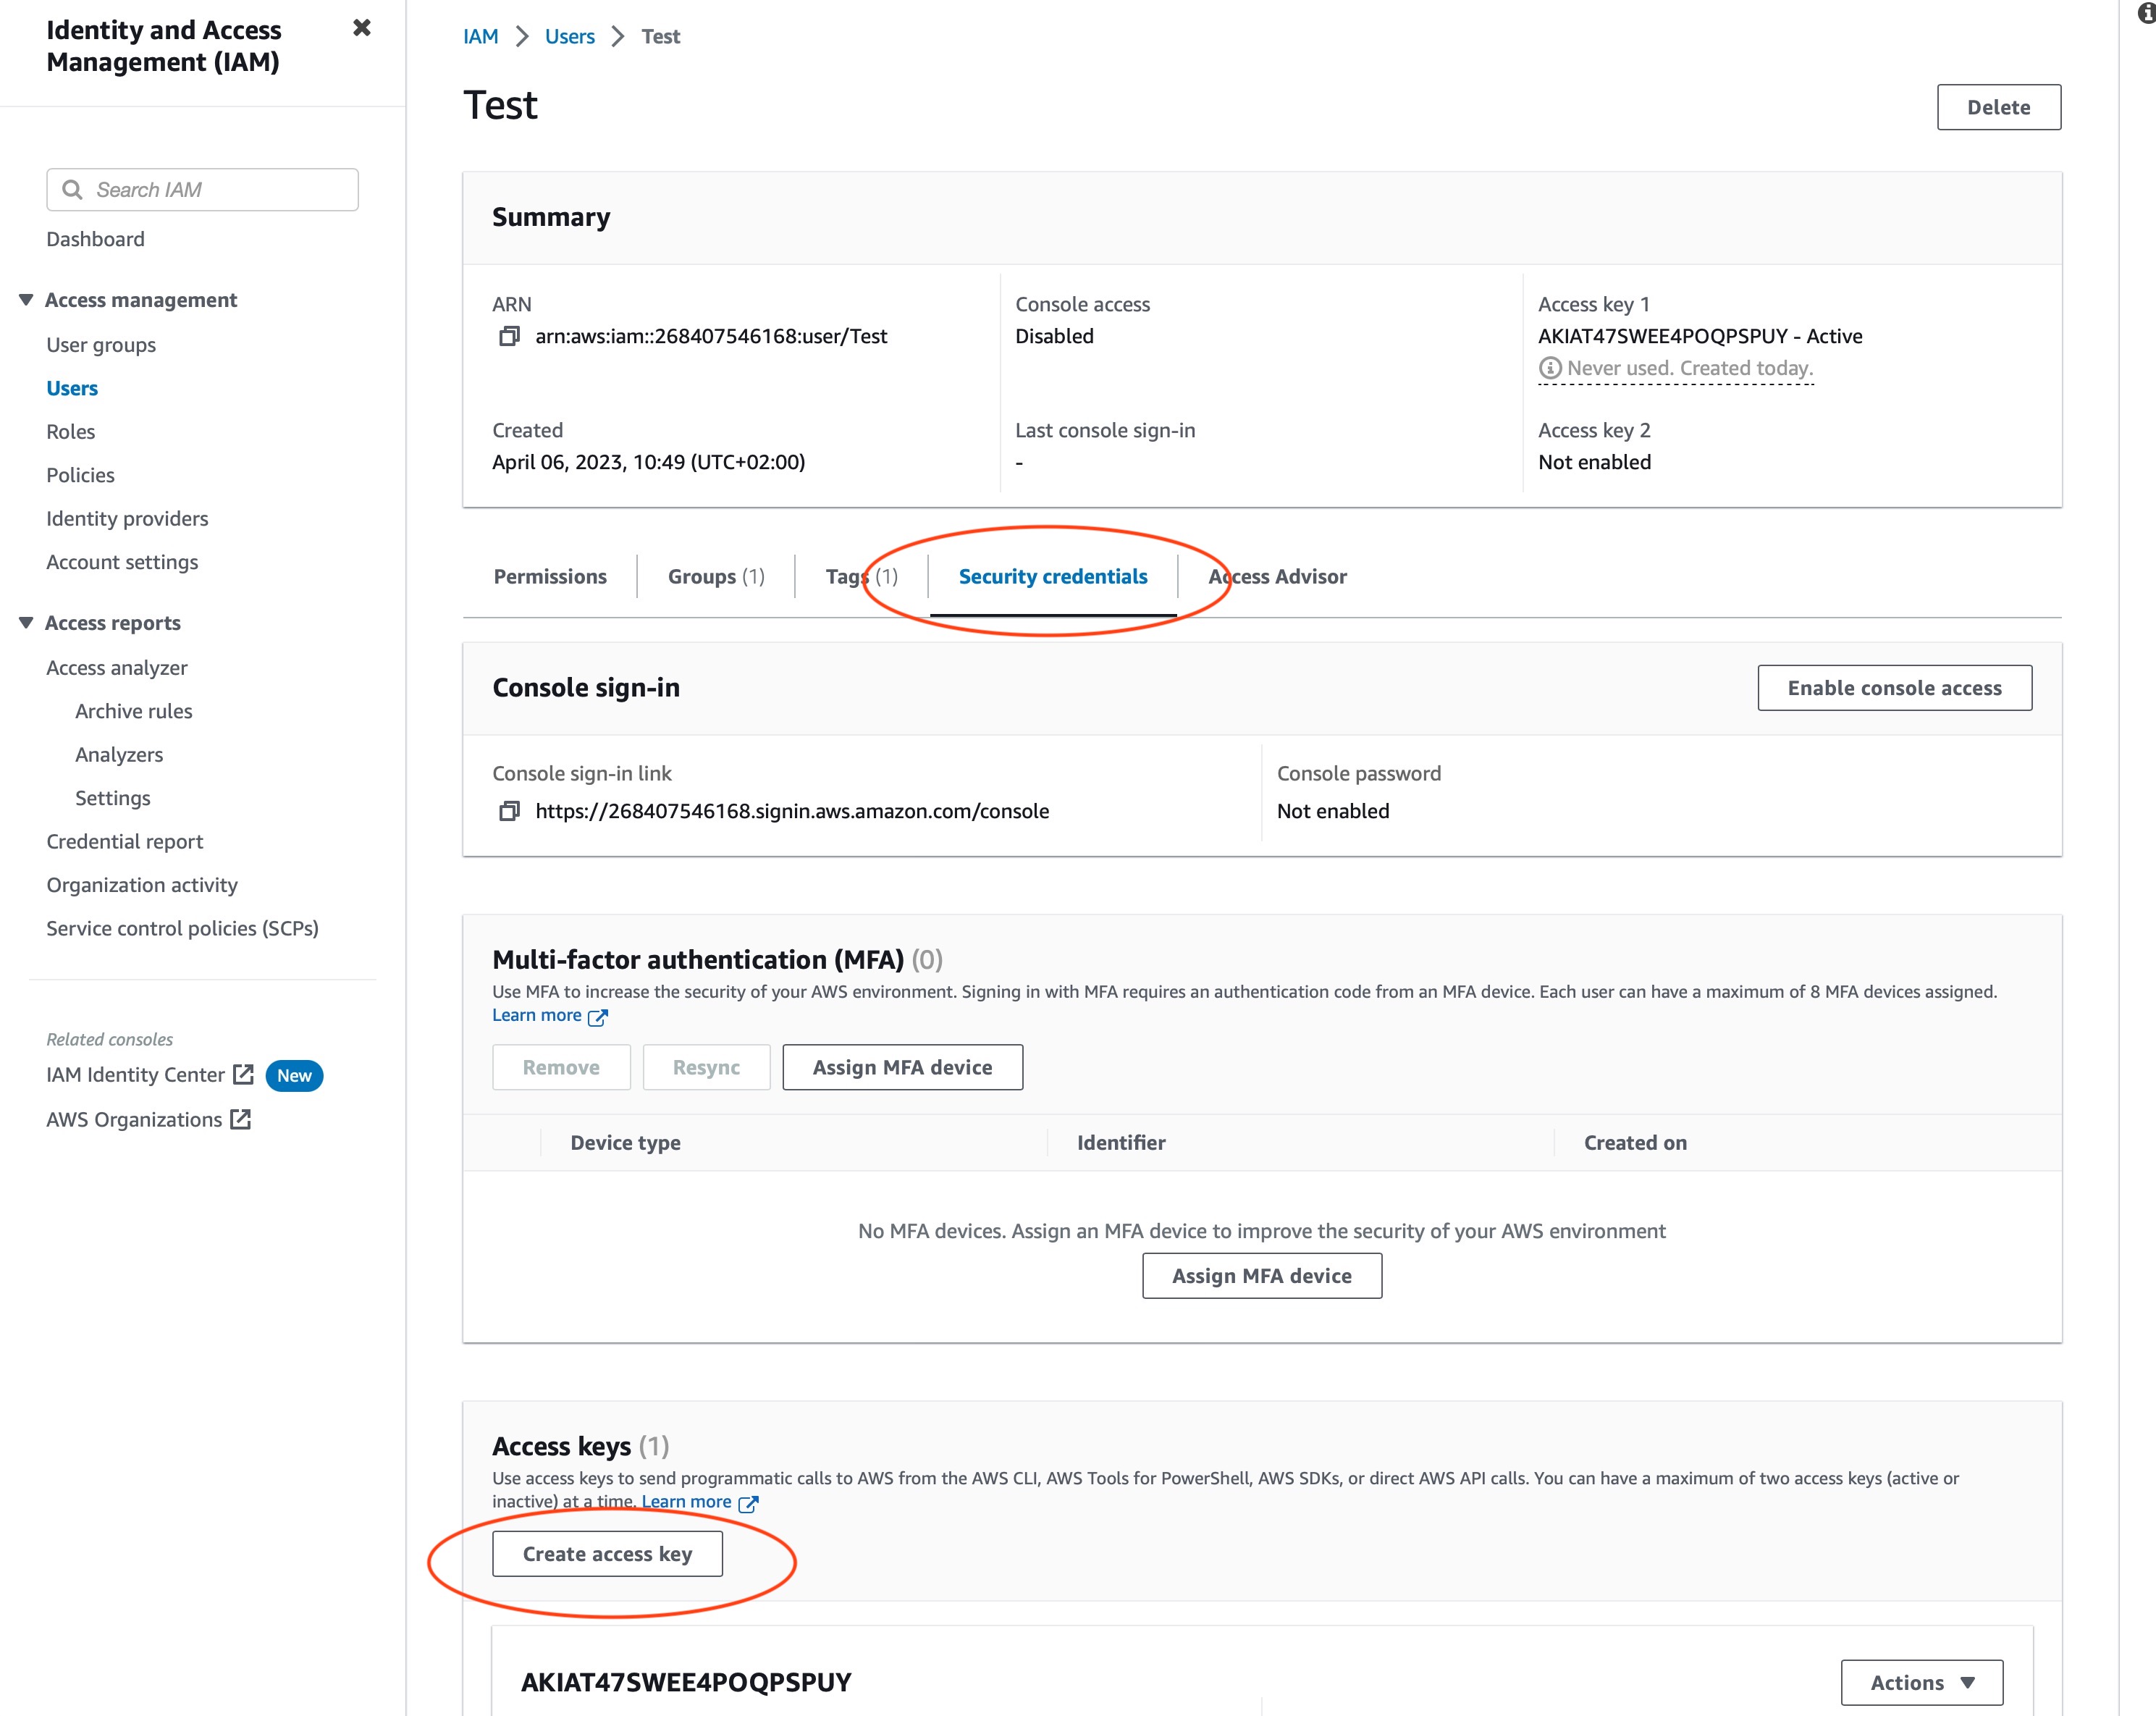 Identity and Access
Management (IAM)
Search IAM
Dashboard
Access management
User groups
Users
Roles
Policies
Identity providers
Account settings
Access reports
Access analyzer
Archive rules
Analyzers
Settings
Credential report
Organization activity
Service control policies (SCPs)
Related consoles
IAM Identity Center New
AWS Organizations
IAM > Users > Test
Test
Delete
Summary
ARN
arn:aws:iam::268407546168:user/Test
Console access
Disabled
Access key 1
AKIAT47SWEE4POQPSPUY - Active
Never used. Created today.
Created
April 06, 2023, 10:49 (UTC+02:00)
Last console sign-in
-
Access key 2
Not enabled
Permissions Groups (1) Tags (1) Security credentials Access Advisor
Console sign-in
Enable console access
Console sign-in link
https://268407546168.signin.aws.amazon.com/console
Console password
Not enabled
Multi-factor authentication (MFA) (0)
Use MFA to increase the security of your AWS environment. Signing in with MFA requires an authentication code from an MFA device. Each user can have a maximum of 8 MFA devices assigned.
Learn more
Remove Resync Assign MFA device
Device type Identifier Created on
No MFA devices. Assign an MFA device to improve the security of your AWS environment
Assign MFA device
Access keys (1)
Use access keys to send programmatic calls to AWS from the AWS CLI, AWS Tools for PowerShell, AWS SDKs, or direct AWS API calls. You can have a maximum of two access keys (active or
inactive) at a time. Learn more
Create access key
AKIAT47SWEE4POQPSPUY
Actions